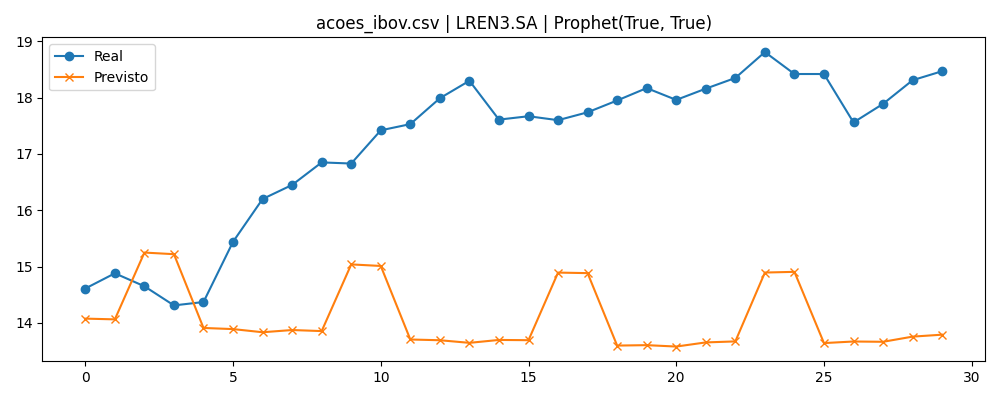 acoes_ibov.csv | LREN3.SA | Prophet(True, True)
Real
Previsto
19
18
17
16
15
14
0 5 10 15 20 25 30